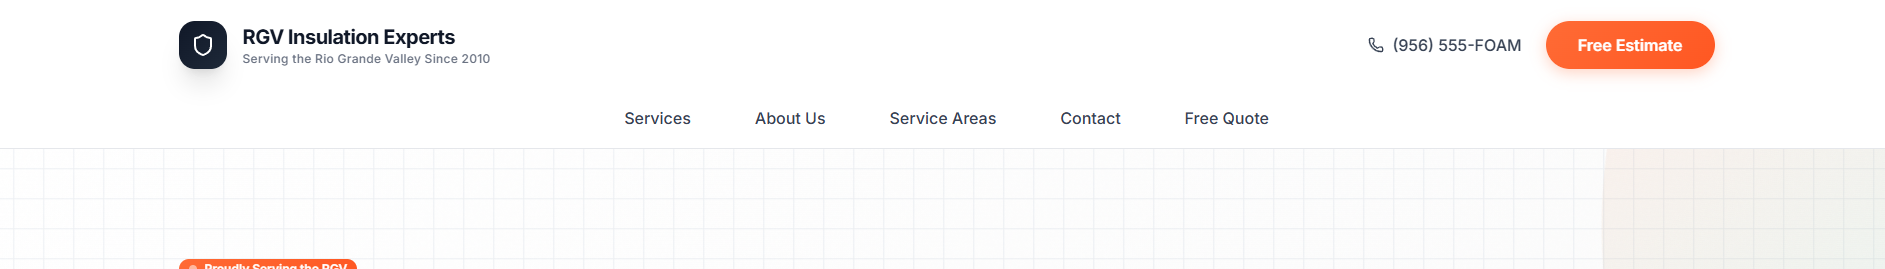 RGV Insulation Experts
Serving the Rio Grande Valley Since 2010
(956) 555-FOAM
Free Estimate
Services
About Us
Service Areas
Contact
Free Quote
Proudly Serving the RGV